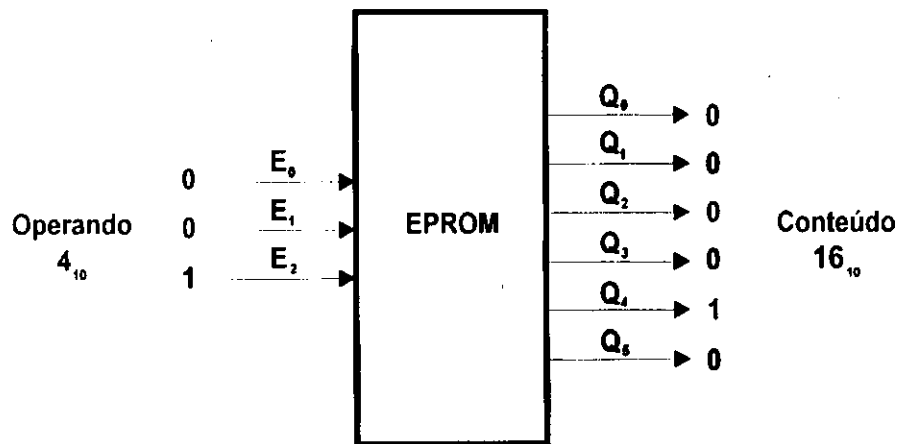 Q₀
0
Q₁
0
0 E₀
Q₂
0
Operando
4₁₀
0 E₁
EPROM
Conteúdo
16₁₀
1 E₂
Q₃
0
Q₄
1
Q₅
0